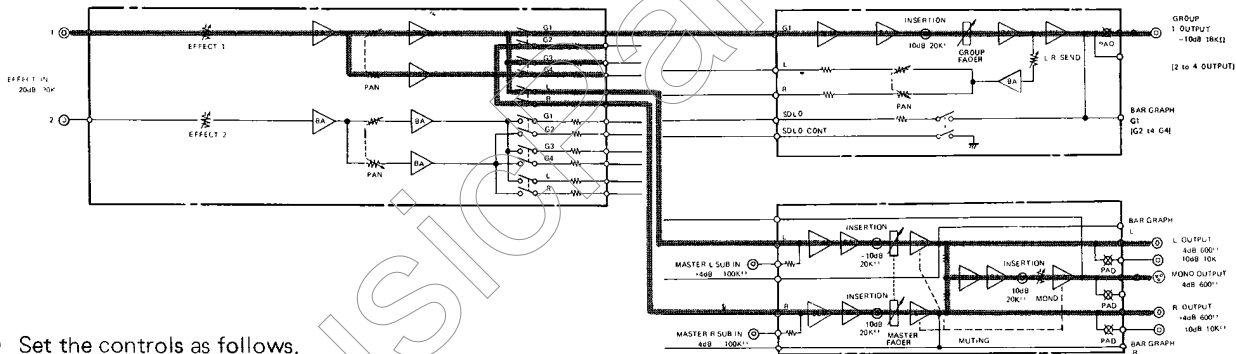 1
EFFECT 1
BA
PAN
EFFECT IN
20dB
2
EFFECT 2
BA
BA
BA
PAN
G1
G2
G3
G4
L
R
G1
G2
G3
G4
L
R
G1
INSERTION
10dB 20K
GROUP
FADER
L R SEND
BA
PAD
L
R
PAN
SOLO
SOLO CONT
GROUP
1 OUTPUT
-10dB 18KΩ
[2 to 4 OUTPUT]
BAR GRAPH
G1
[G2 t4 G4]
L
INSERTION
-10dB
20K
MASTER L SUB IN
+4dB 100K
R
INSERTION
10dB
20K
MASTER
FADER
MASTER R SUB IN
4dB 100K
INSERTION
10dB
20K
MONO
MUTING
BAR GRAPH
L
L OUTPUT
4dB 600
10dB 10K
PAD
MONO OUTPUT
4dB 600
PAD
R OUTPUT
+4dB 600
10dB 10K
PAD
BAR GRAPH
R
Set the controls as follows.